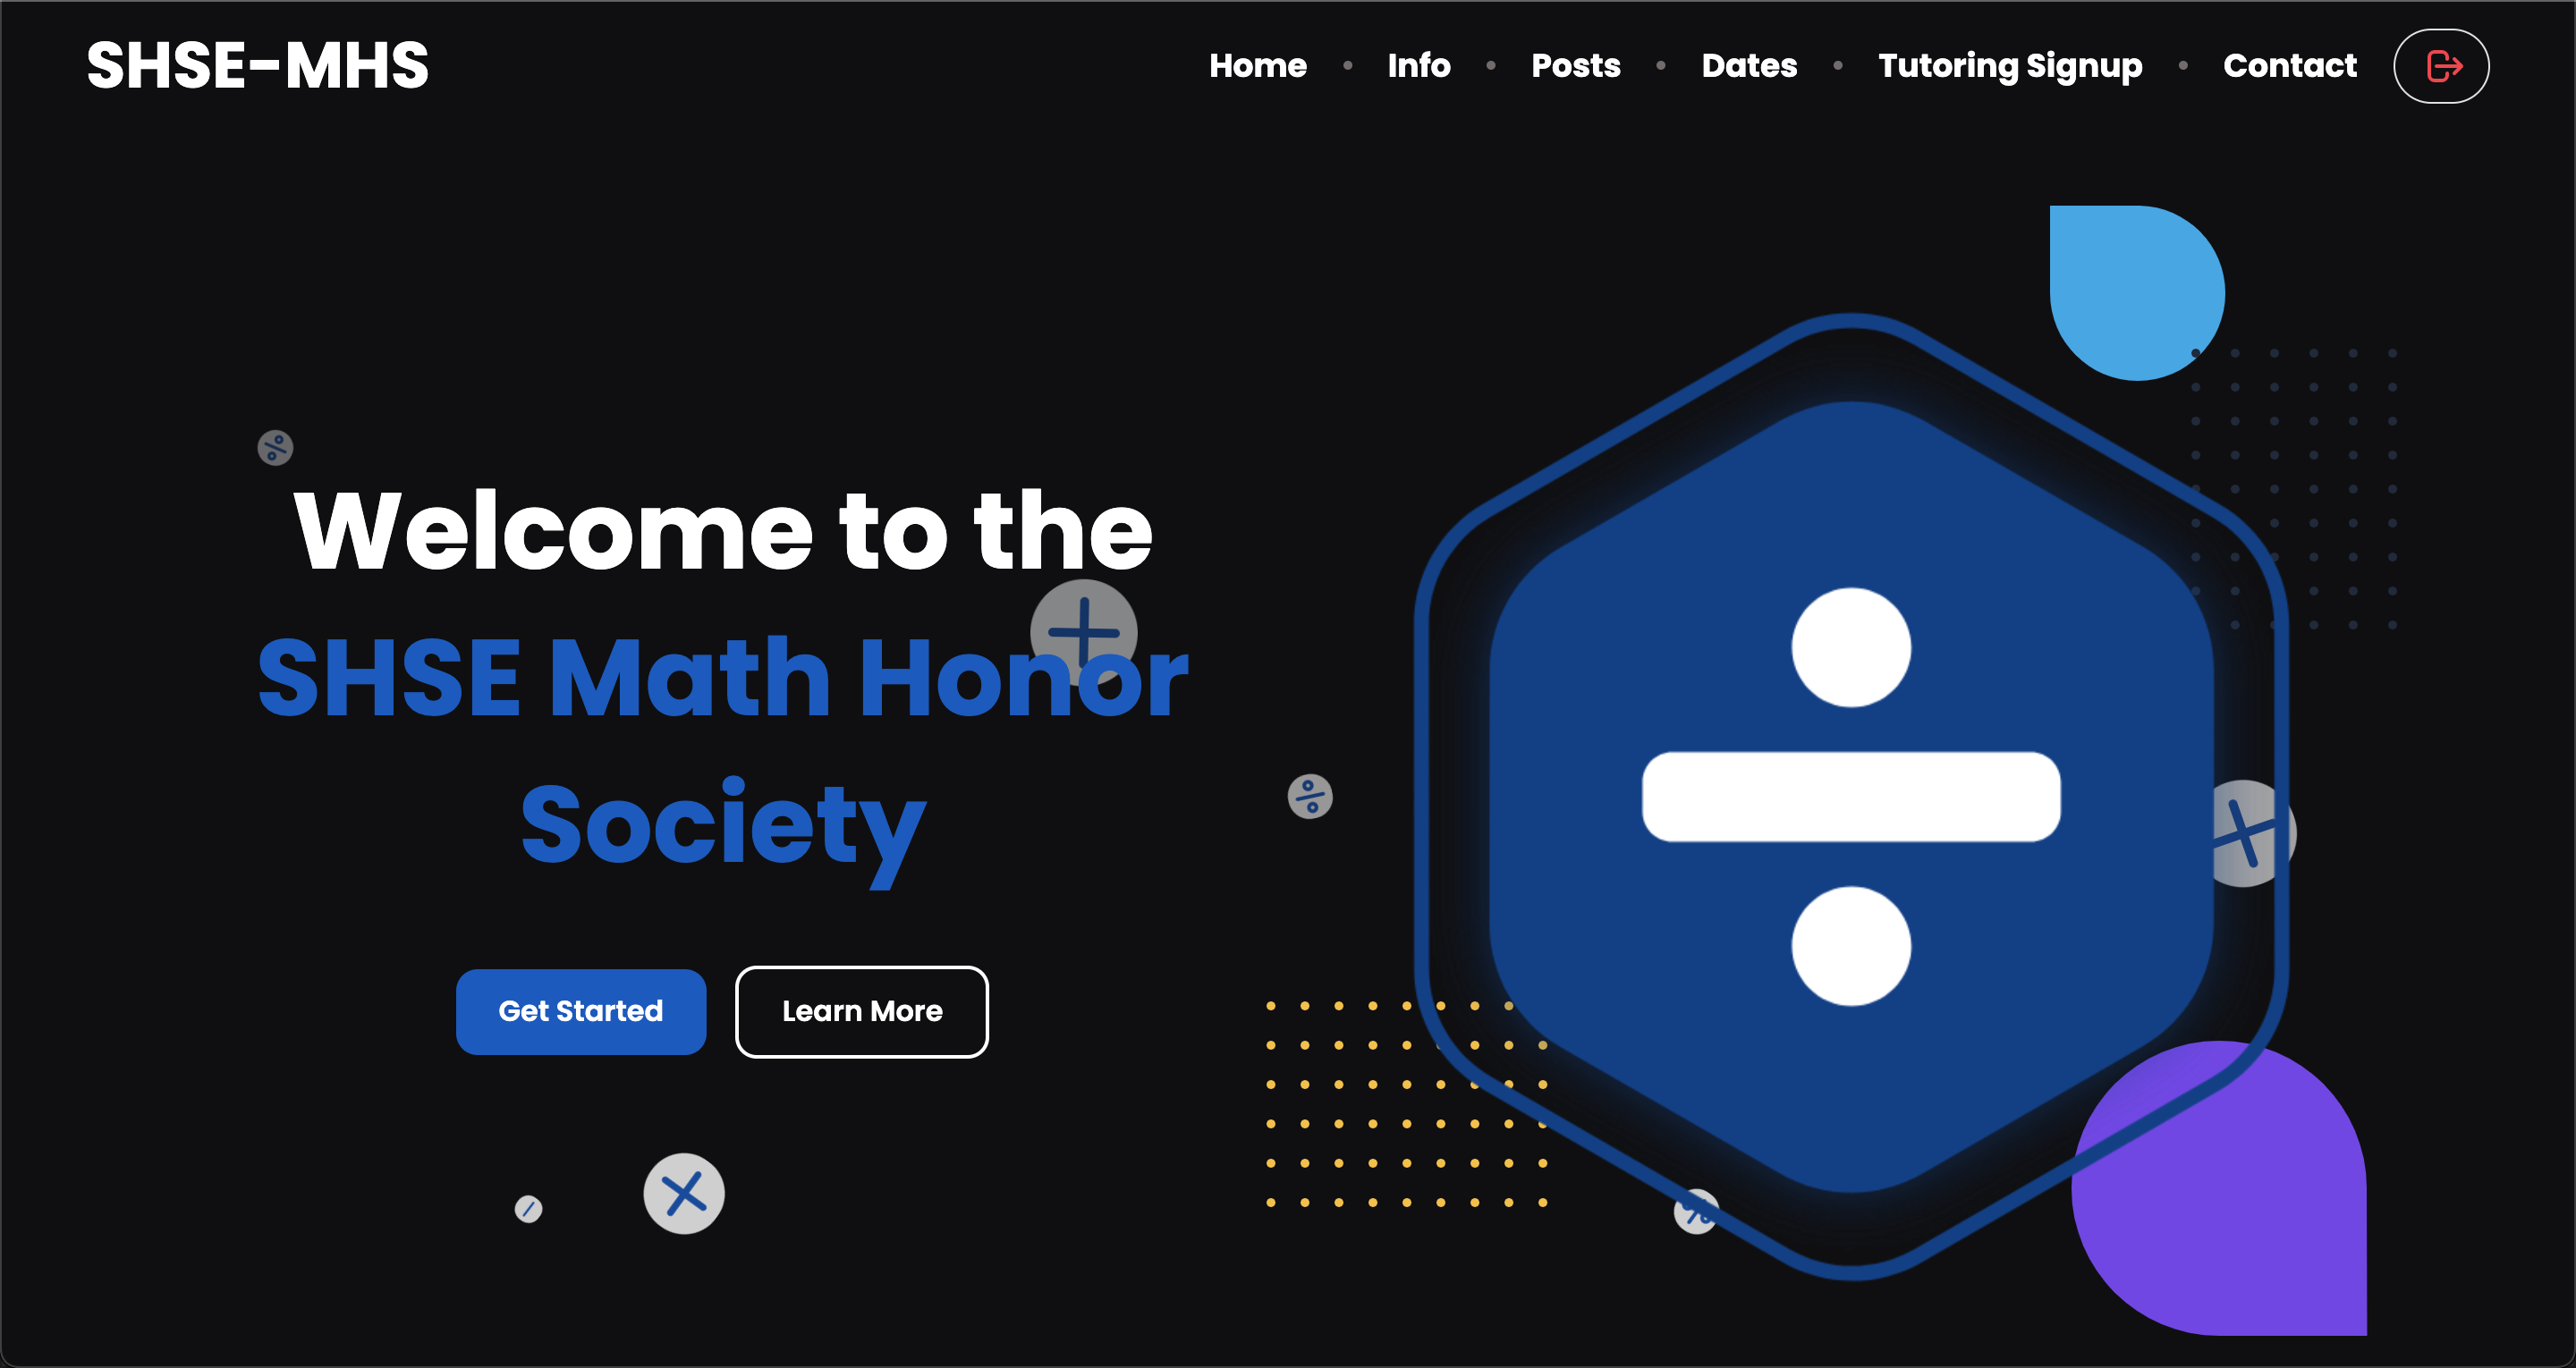 SHSE-MHS
Home • Info • Posts • Dates • Tutoring Signup • Contact
Welcome to the
SHSE Math Honor
Society
Get Started
Learn More